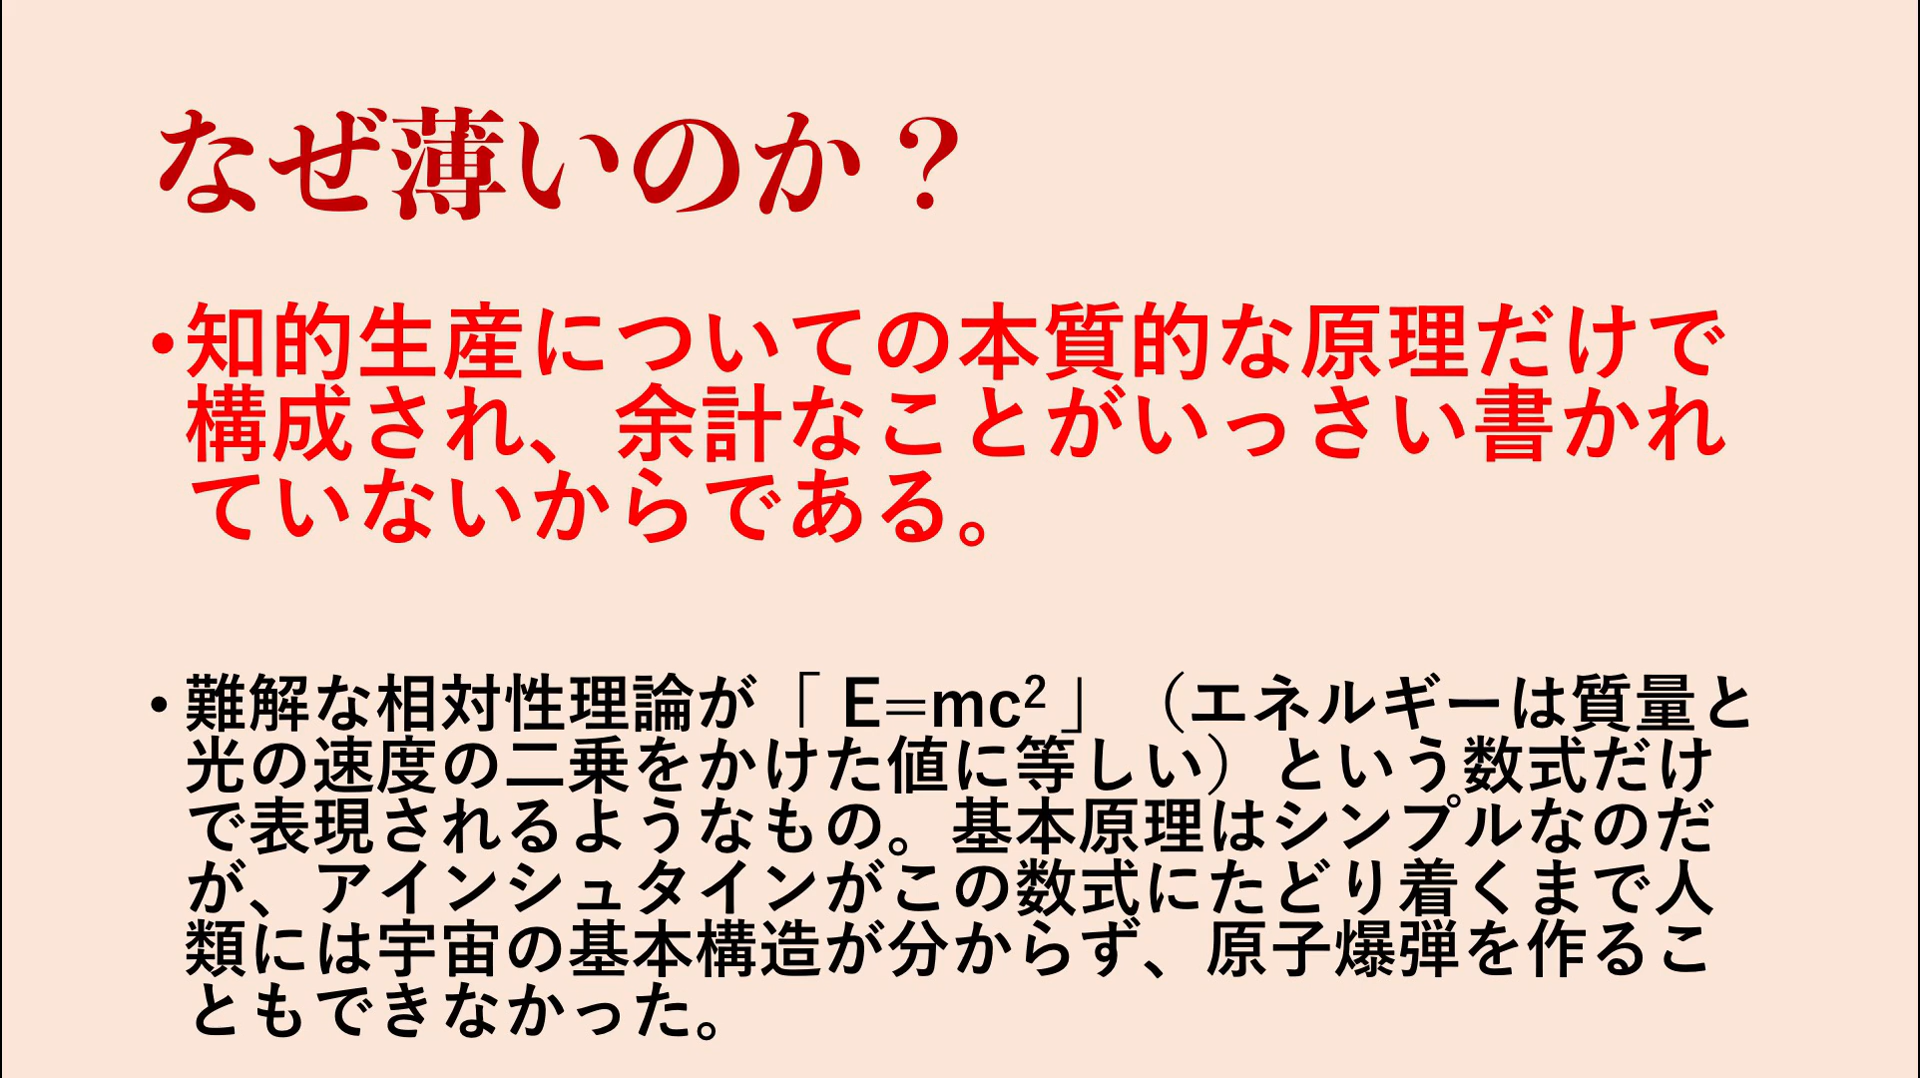 なぜ薄いのか？
•知的生産についての本質的な原理だけで
構成され、余計なことがいっさい書かれ
ていないからである。
•難解な相対性理論が「E=mc²」（エネルギーは質量と
光の速度の二乗をかけた値に等しい）という数式だけ
で表現されるようなもの。基本原理はシンプルなのだ
が、アインシュタインがこの数式にたどり着くまで人
類には宇宙の基本構造が分からず、原子爆弾を作るこ
ともできなかった。